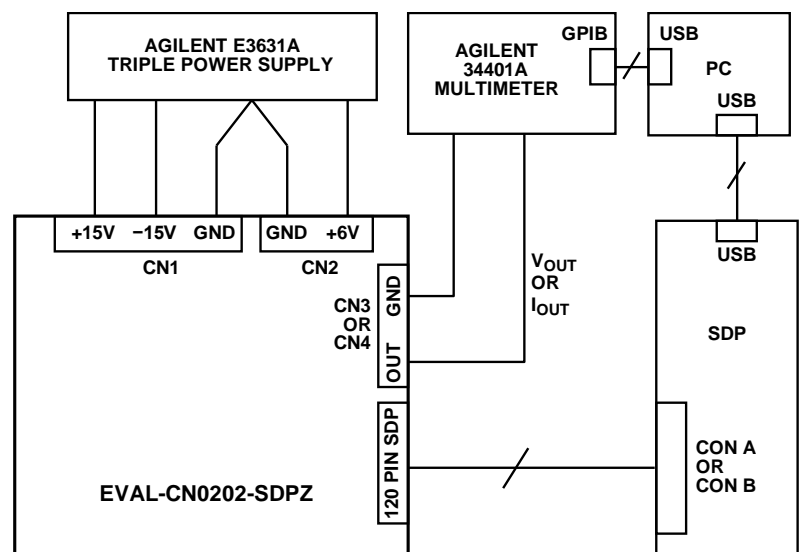 AGILENT E3631A
TRIPLE POWER SUPPLY
AGILENT
34401A
MULTIMETER
GPIB
USB
PC
USB
+15V −15V GND
CN1
GND +6V
CN2
CN3
OR
CN4
GND
OUT
VOUT
OR
IOUT
USB
SDP
120 PIN SDP
CON A
OR
CON B
EVAL-CN0202-SDPZ